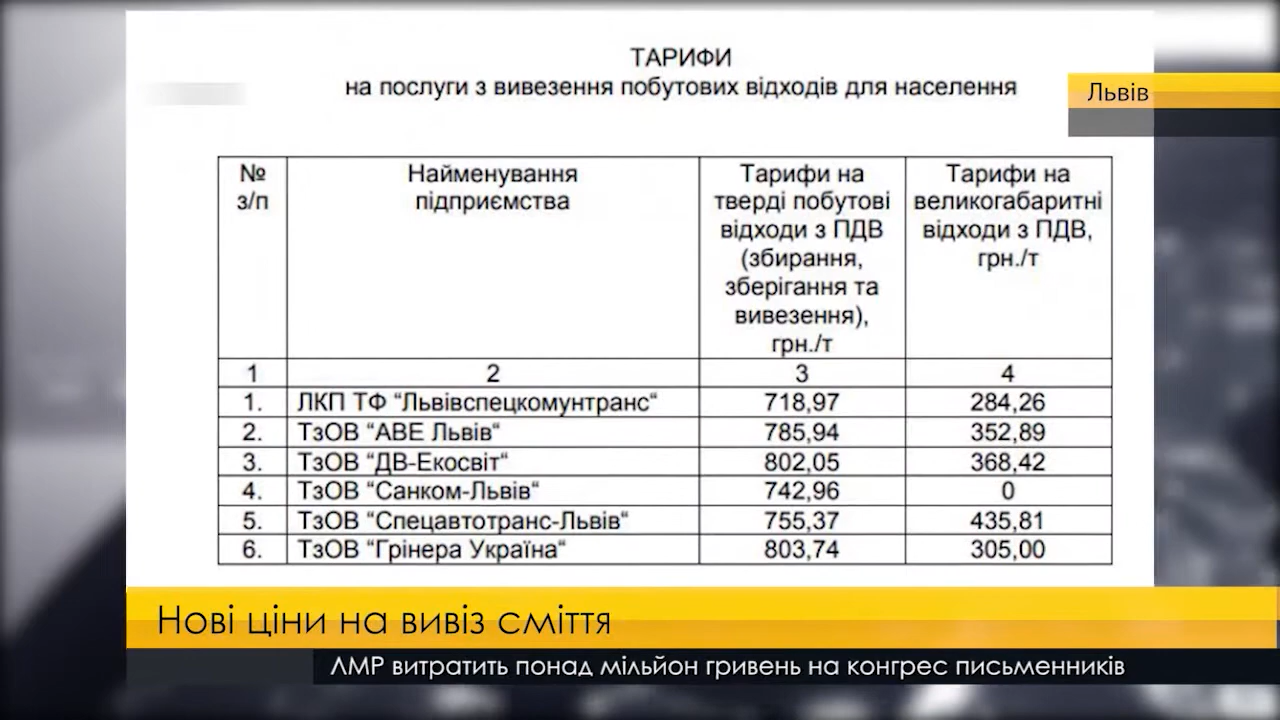 ТАРИФИ
на послуги з вивезення побутових відходів для населення
Львів
№ з/п | Найменування підприємства | Тарифи на тверді побутові відходи з ПДВ (збирання, зберігання та вивезення), грн./т | Тарифи на великогабаритні відходи з ПДВ, грн./т
1 2 3 4
1. ЛКП ТФ “Львівспецкомунтранс“ 718,97 284,26
2. ТзОВ “АВЕ Львів“ 785,94 352,89
3. ТзОВ “ДВ-Екосвіт“ 802,05 368,42
4. ТзОВ “Санком-Львів“ 742,96 0
5. ТзОВ “Спецавтотранс-Львів“ 755,37 435,81
6. ТзОВ “Грінера Україна“ 803,74 305,00
Нові ціни на вивіз сміття
ЛМР витратить понад мільйон гривень на конгрес письменників